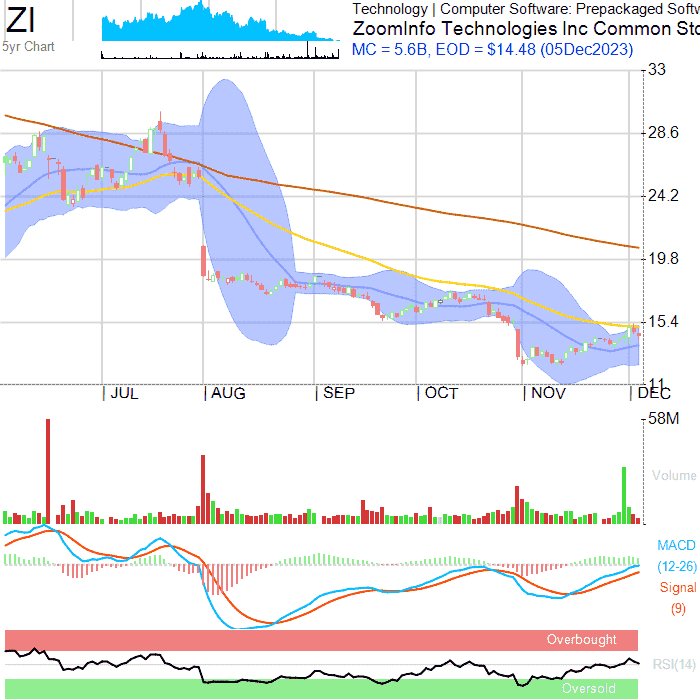 ZI
5yr Chart
Technology | Computer Software: Prepackaged Softw
ZoomInfo Technologies Inc Common Sto
MC = 5.6B, EOD = $14.48 (05Dec2023)
33
28.6
24.2
19.8
15.4
11
JUL AUG SEP OCT NOV DEC
58M
Volume
MACD
(12-26)
Signal
(9)
Overbought
RSI(14)
Oversold